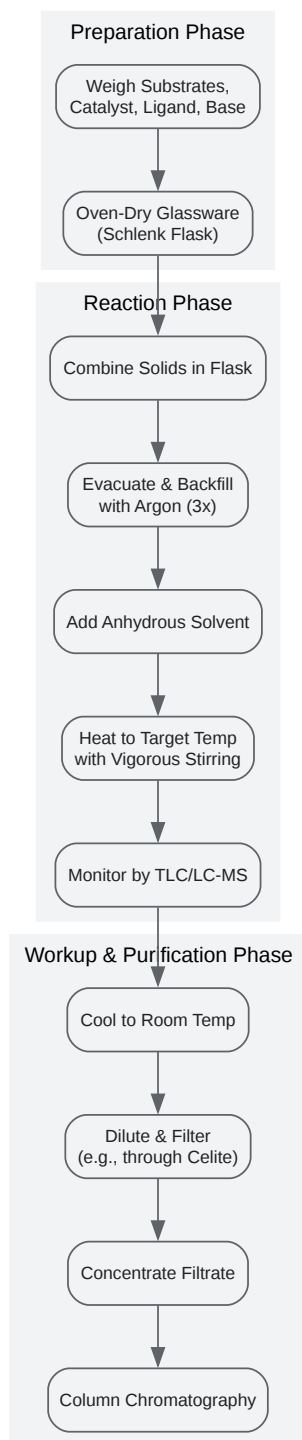 Preparation Phase
Weigh Substrates,
Catalyst, Ligand, Base
Oven-Dry Glassware
(Schlenk Flask)
Reaction Phase
Combine Solids in Flask
Evacuate & Backfill
with Argon (3x)
Add Anhydrous Solvent
Heat to Target Temp
with Vigorous Stirring
Monitor by TLC/LC-MS
Workup & Purification Phase
Cool to Room Temp
Dilute & Filter
(e.g., through Celite)
Concentrate Filtrate
Column Chromatography